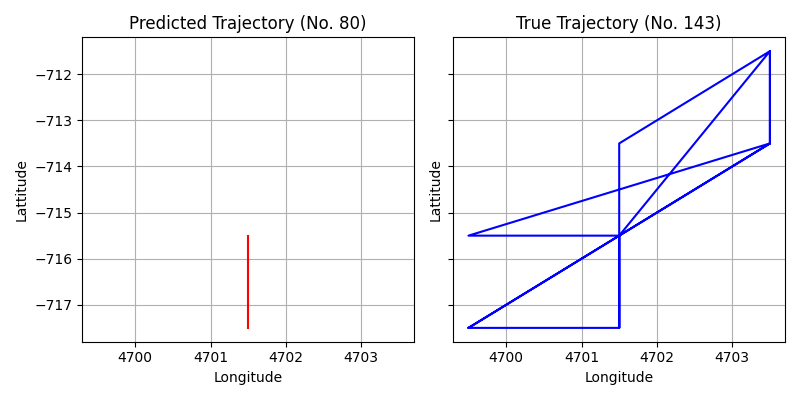 Predicted Trajectory (No. 80)
True Trajectory (No. 143)
Lattitude
−712
−713
−714
−715
−716
−717
4700
4701
4702
4703
Longitude
Lattitude
4700
4701
4702
4703
Longitude